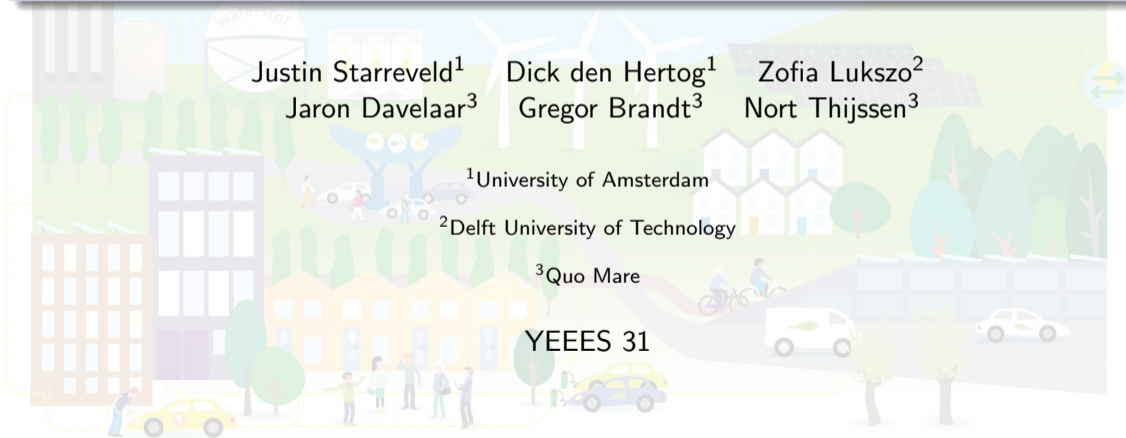 waterstof
Justin Starreveld¹ Dick den Hertog¹ Zofia Lukszo²
Jaron Davelaar³ Gregor Brandt³ Nort Thijssen³
¹University of Amsterdam
²Delft University of Technology
³Quo Mare
YEEES 31